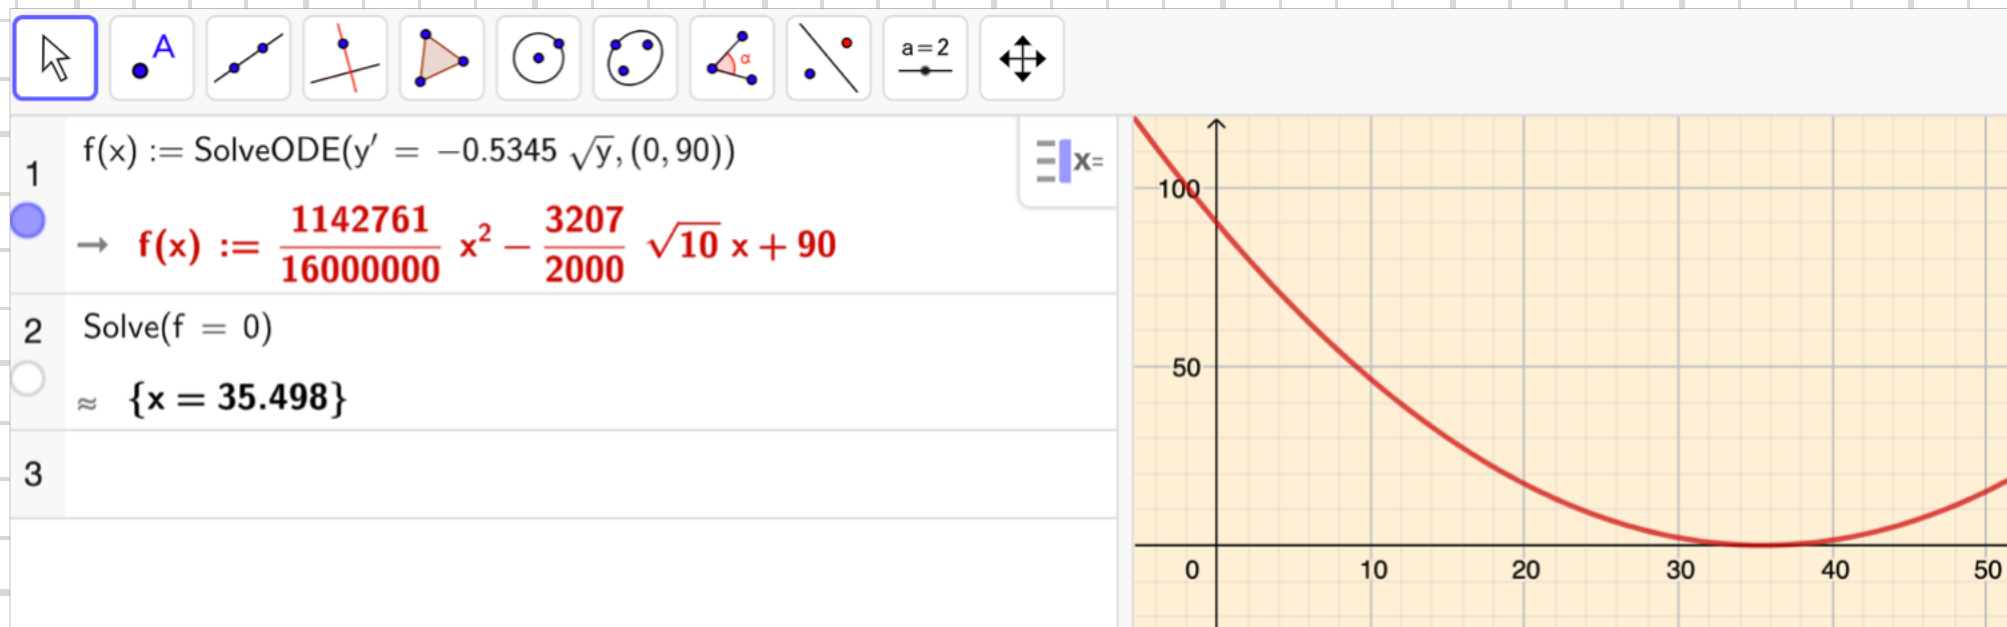 A
α
a=2
1
f(x) := SolveODE(y′ = −0.5345 √y, (0, 90))
→ f(x) := 1142761/16000000 x² − 3207/2000 √10 x + 90
x=
2
Solve(f = 0)
≈ {x = 35.498}
3
100
50
0 10 20 30 40 50